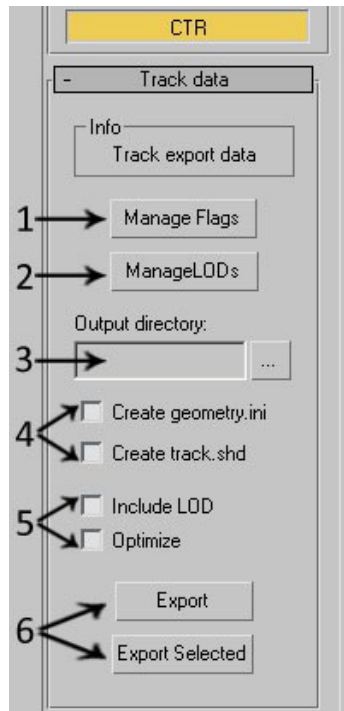 CTR
- Track data
Info
Track export data
1 Manage Flags
2 ManageLODs
Output directory:
3 ...
Create geometry.ini
4
Create track.shd
Include LOD
5
Optimize
Export
6
Export Selected